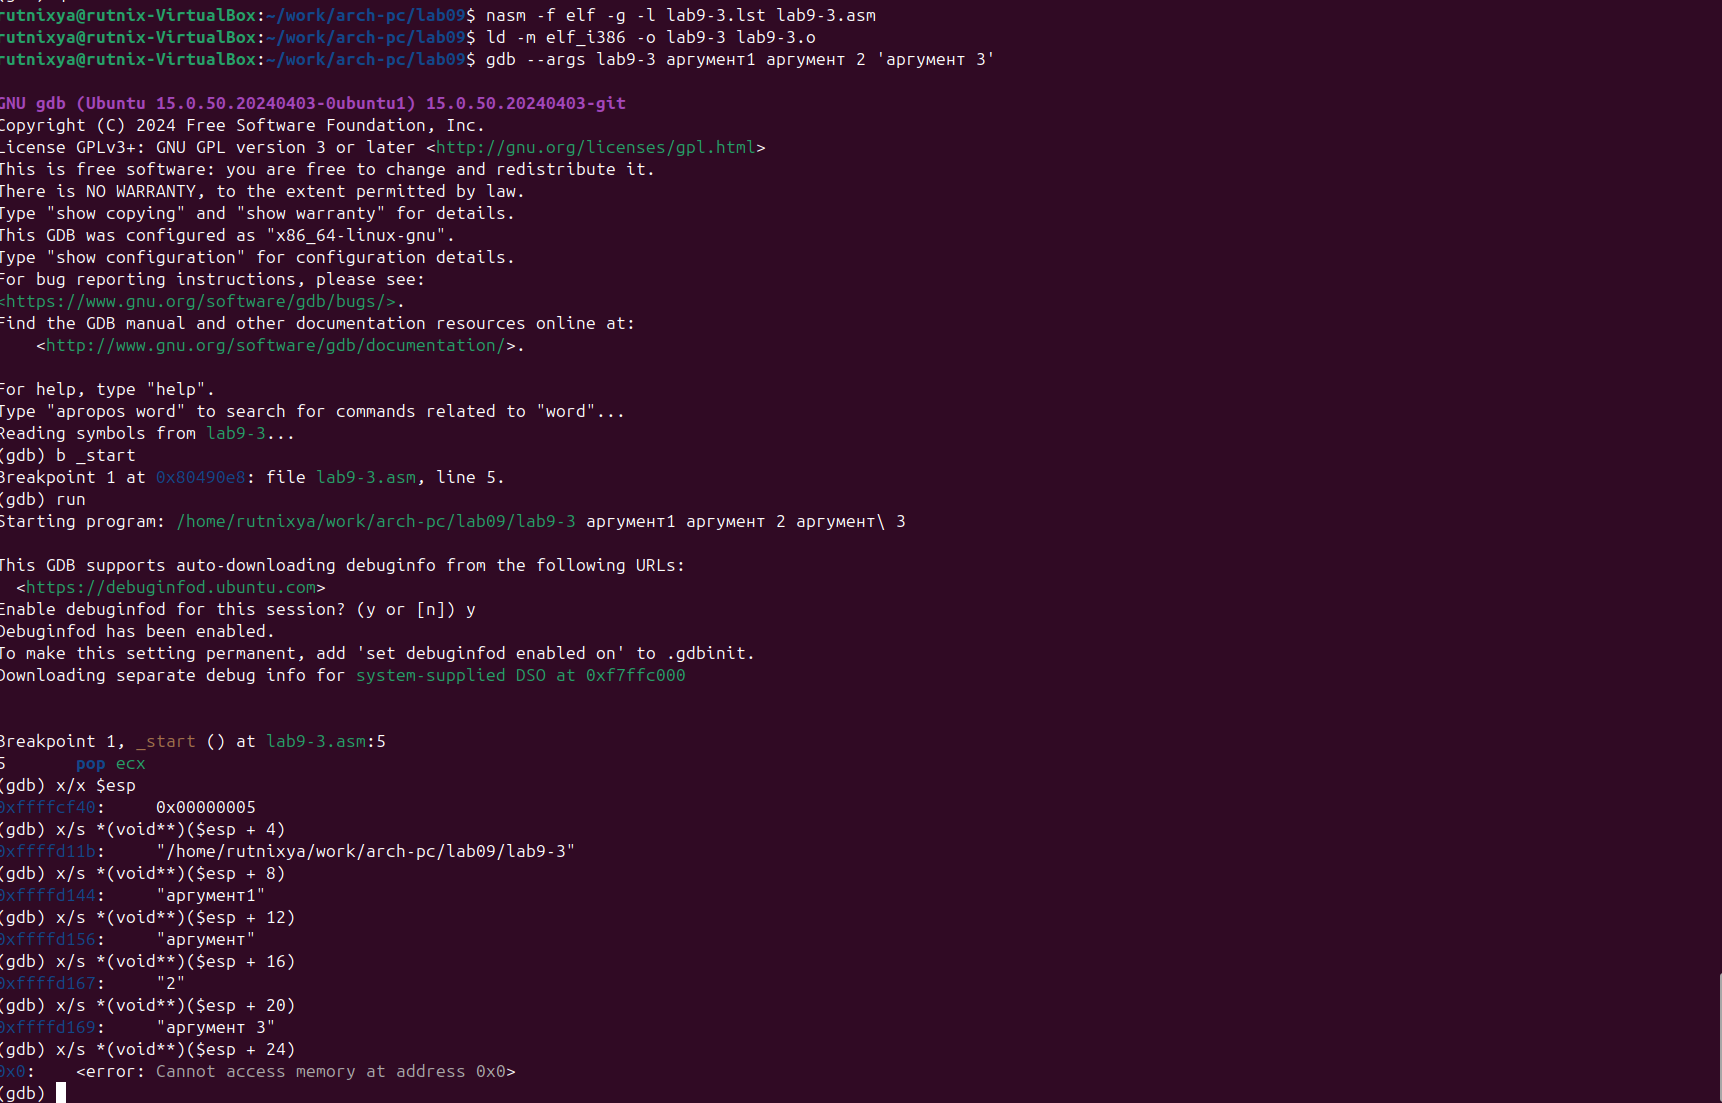 rutnixya@rutnix-VirtualBox:~/work/arch-pc/lab09$ nasm -f elf -g -l lab9-3.lst lab9-3.asm
rutnixya@rutnix-VirtualBox:~/work/arch-pc/lab09$ ld -m elf_i386 -o lab9-3 lab9-3.o
rutnixya@rutnix-VirtualBox:~/work/arch-pc/lab09$ gdb --args lab9-3 аргумент1 аргумент 2 'аргумент 3'
GNU gdb (Ubuntu 15.0.50.20240403-0ubuntu1) 15.0.50.20240403-git
Copyright (C) 2024 Free Software Foundation, Inc.
License GPLv3+: GNU GPL version 3 or later <http://gnu.org/licenses/gpl.html>
This is free software: you are free to change and redistribute it.
There is NO WARRANTY, to the extent permitted by law.
Type "show copying" and "show warranty" for details.
This GDB was configured as "x86_64-linux-gnu".
Type "show configuration" for configuration details.
For bug reporting instructions, please see:
<https://www.gnu.org/software/gdb/bugs/>.
Find the GDB manual and other documentation resources online at:
    <http://www.gnu.org/software/gdb/documentation/>.
For help, type "help".
Type "apropos word" to search for commands related to "word"...
Reading symbols from lab9-3...
(gdb) b _start
Breakpoint 1 at 0x80490e8: file lab9-3.asm, line 5.
(gdb) run
Starting program: /home/rutnixya/work/arch-pc/lab09/lab9-3 аргумент1 аргумент 2 аргумент\ 3
This GDB supports auto-downloading debuginfo from the following URLs:
  <https://debuginfod.ubuntu.com>
Enable debuginfod for this session? (y or [n]) y
Debuginfod has been enabled.
To make this setting permanent, add 'set debuginfod enabled on' to .gdbinit.
Downloading separate debug info for system-supplied DSO at 0xf7ffc000
Breakpoint 1, _start () at lab9-3.asm:5
5       pop ecx
(gdb) x/x $esp
0xffffcf40:     0x00000005
(gdb) x/s *(void**)($esp + 4)
0xffffd11b:     "/home/rutnixya/work/arch-pc/lab09/lab9-3"
(gdb) x/s *(void**)($esp + 8)
0xffffd144:     "аргумент1"
(gdb) x/s *(void**)($esp + 12)
0xffffd156:     "аргумент"
(gdb) x/s *(void**)($esp + 16)
0xffffd167:     "2"
(gdb) x/s *(void**)($esp + 20)
0xffffd169:     "аргумент 3"
(gdb) x/s *(void**)($esp + 24)
0x0:    <error: Cannot access memory at address 0x0>
(gdb)